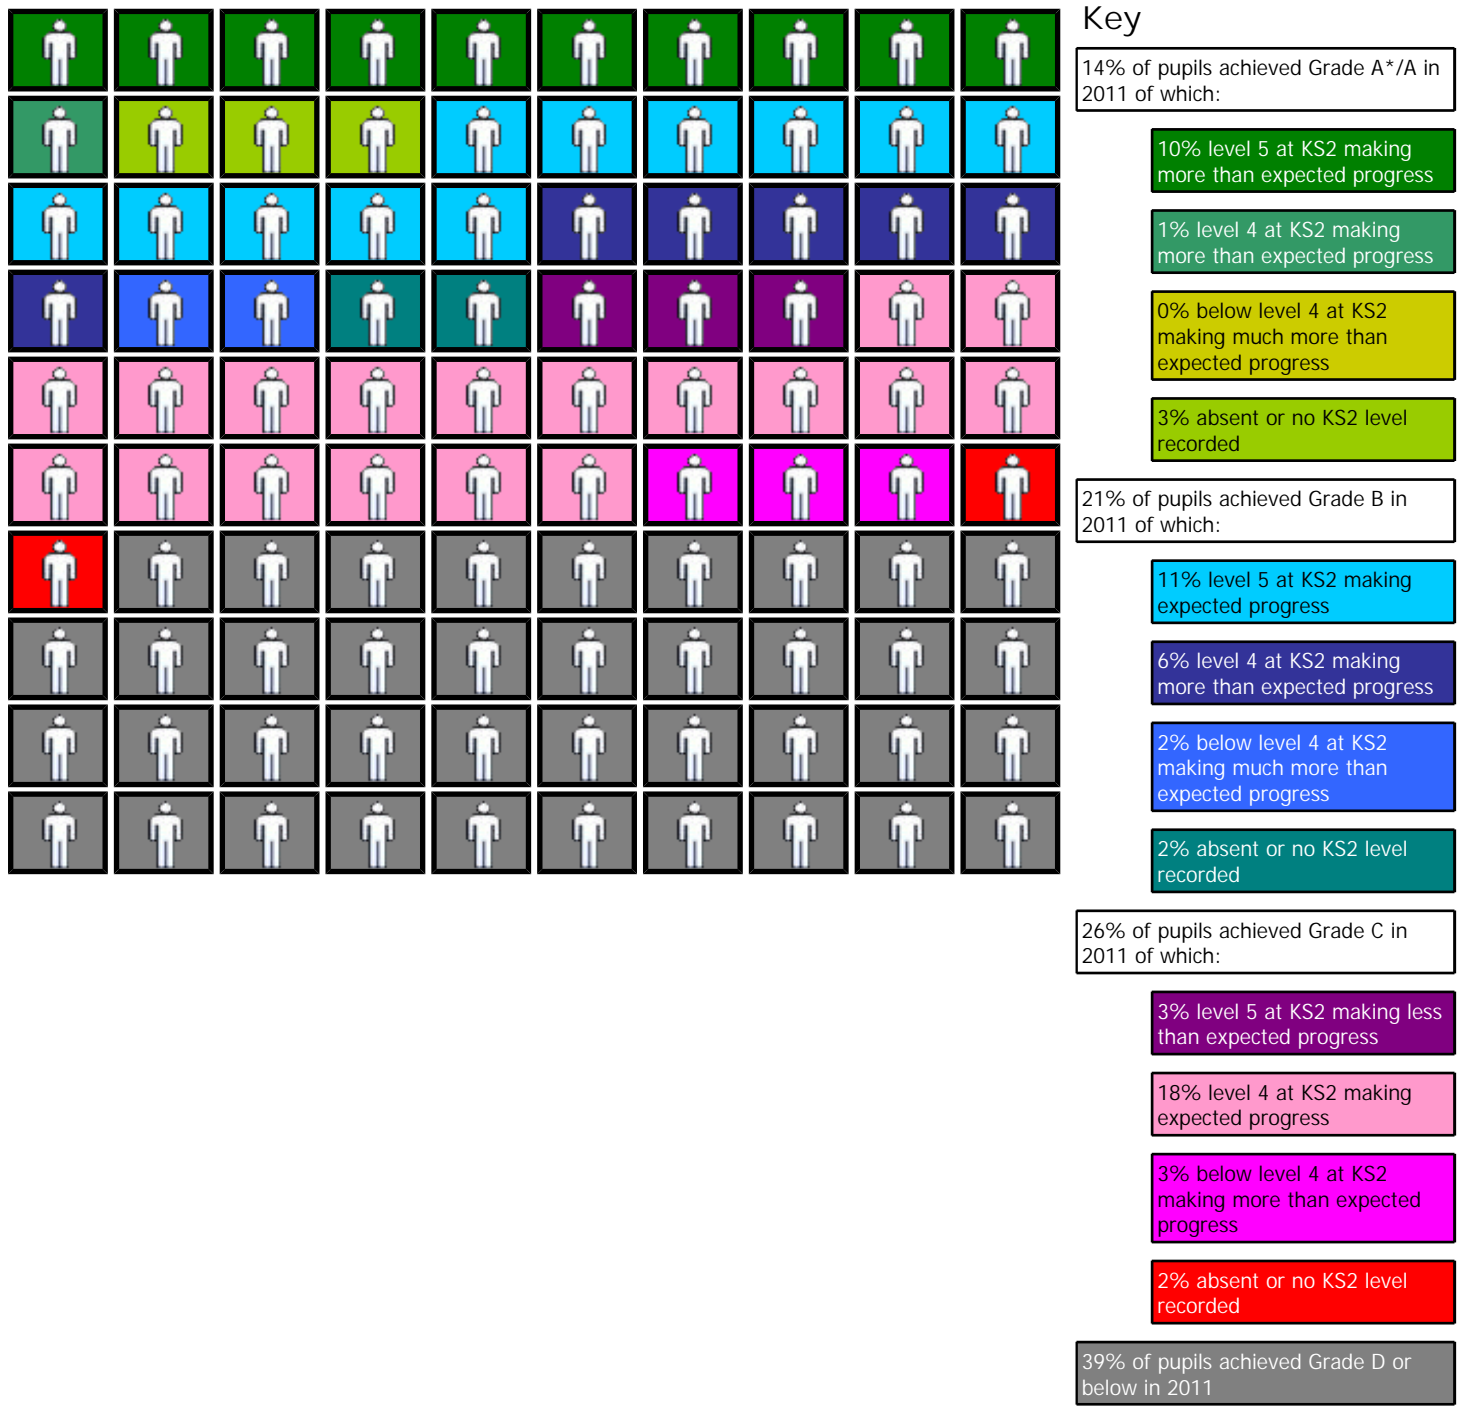 Key
14% of pupils achieved Grade A*/A in
2011 of which:
10% level 5 at KS2 making
more than expected progress
1% level 4 at KS2 making
more than expected progress
0% below level 4 at KS2
making much more than
expected progress
3% absent or no KS2 level
recorded
21% of pupils achieved Grade B in
2011 of which:
11% level 5 at KS2 making
expected progress
6% level 4 at KS2 making
more than expected progress
2% below level 4 at KS2
making much more than
expected progress
2% absent or no KS2 level
recorded
26% of pupils achieved Grade C in
2011 of which:
3% level 5 at KS2 making less
than expected progress
18% level 4 at KS2 making
expected progress
3% below level 4 at KS2
making more than expected
progress
2% absent or no KS2 level
recorded
39% of pupils achieved Grade D or
below in 2011